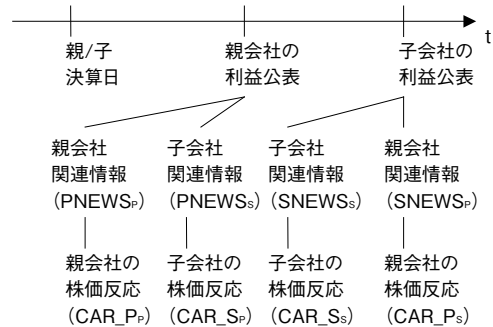 t
親/子
決算日
親会社の
利益公表
子会社の
利益公表
親会社
関連情報
(PNEWSP)
子会社
関連情報
(PNEWSS)
子会社
関連情報
(SNEWSS)
親会社
関連情報
(SNEWSP)
親会社の
株価反応
(CAR_PP)
子会社の
株価反応
(CAR_SP)
子会社の
株価反応
(CAR_SS)
親会社の
株価反応
(CAR_PS)